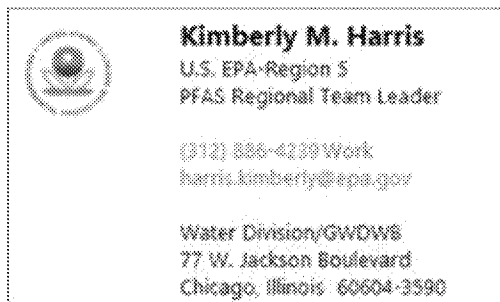 Kimberly M. Harris
U.S. EPA-Region 5
PFAS Regional Team Leader
(312) 886-4239 Work
harris.kimberly@epa.gov
Water Division/GWDWB
77 W. Jackson Boulevard
Chicago, Illinois 60604-3590